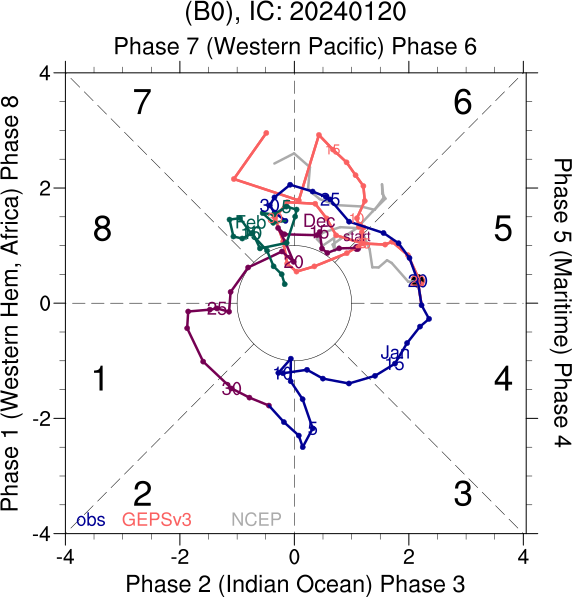 (B0), IC: 20240120
Phase 7 (Western Pacific) Phase 6
Phase 1 (Western Hem, Africa) Phase 8
Phase 5 (Maritime) Phase 4
4
2
0
-2
-4
7
6
8
5
1
4
2
3
15
30
5
25
Feb
Dec
15
start
20
20
25
Jan
15
10
30
5
obs
GEPSv3
NCEP
-4
-2
0
2
4
Phase 2 (Indian Ocean) Phase 3